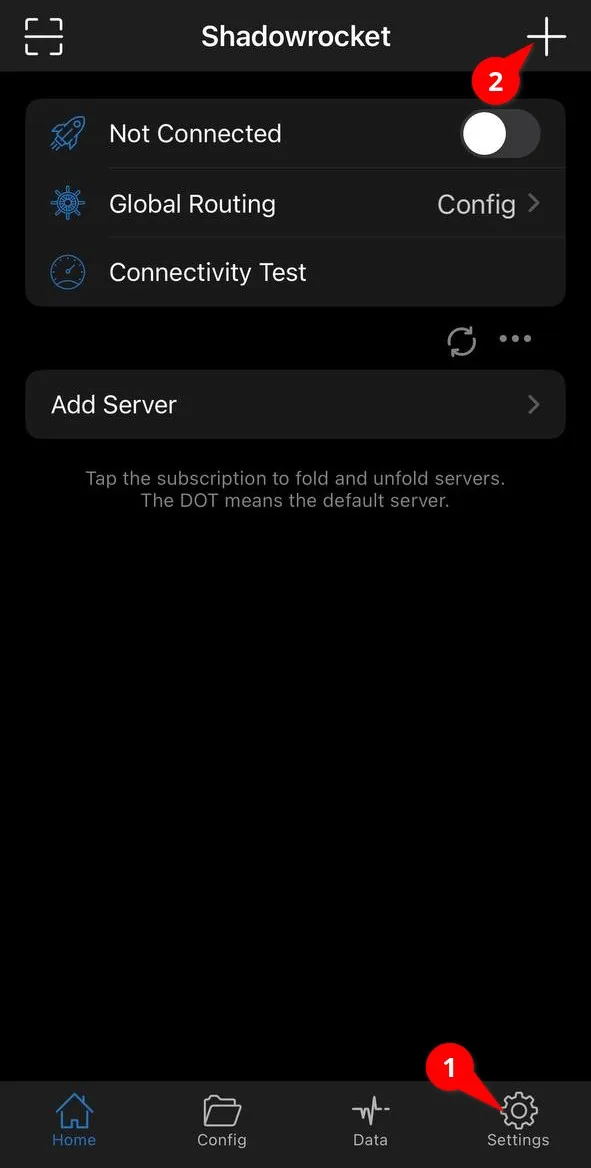 Shadowrocket
2
Not Connected
Global Routing Config
Connectivity Test
Add Server
Tap the subscription to fold and unfold servers.
The DOT means the default server.
1
Home Config Data Settings